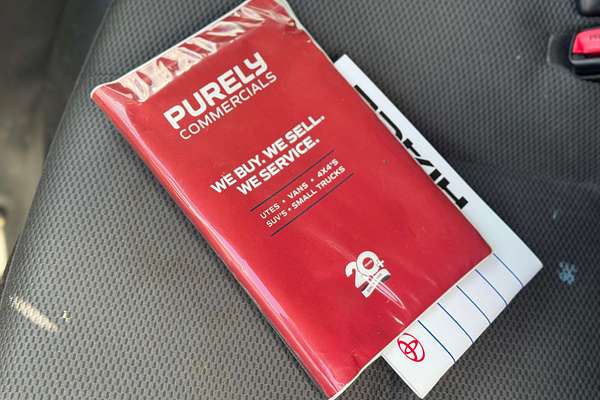 PURELY
COMMERCIALS
WE BUY. WE SELL.
WE SERVICE.
UTES • VANS • 4X4'S
SUV'S • SMALL TRUCKS
20